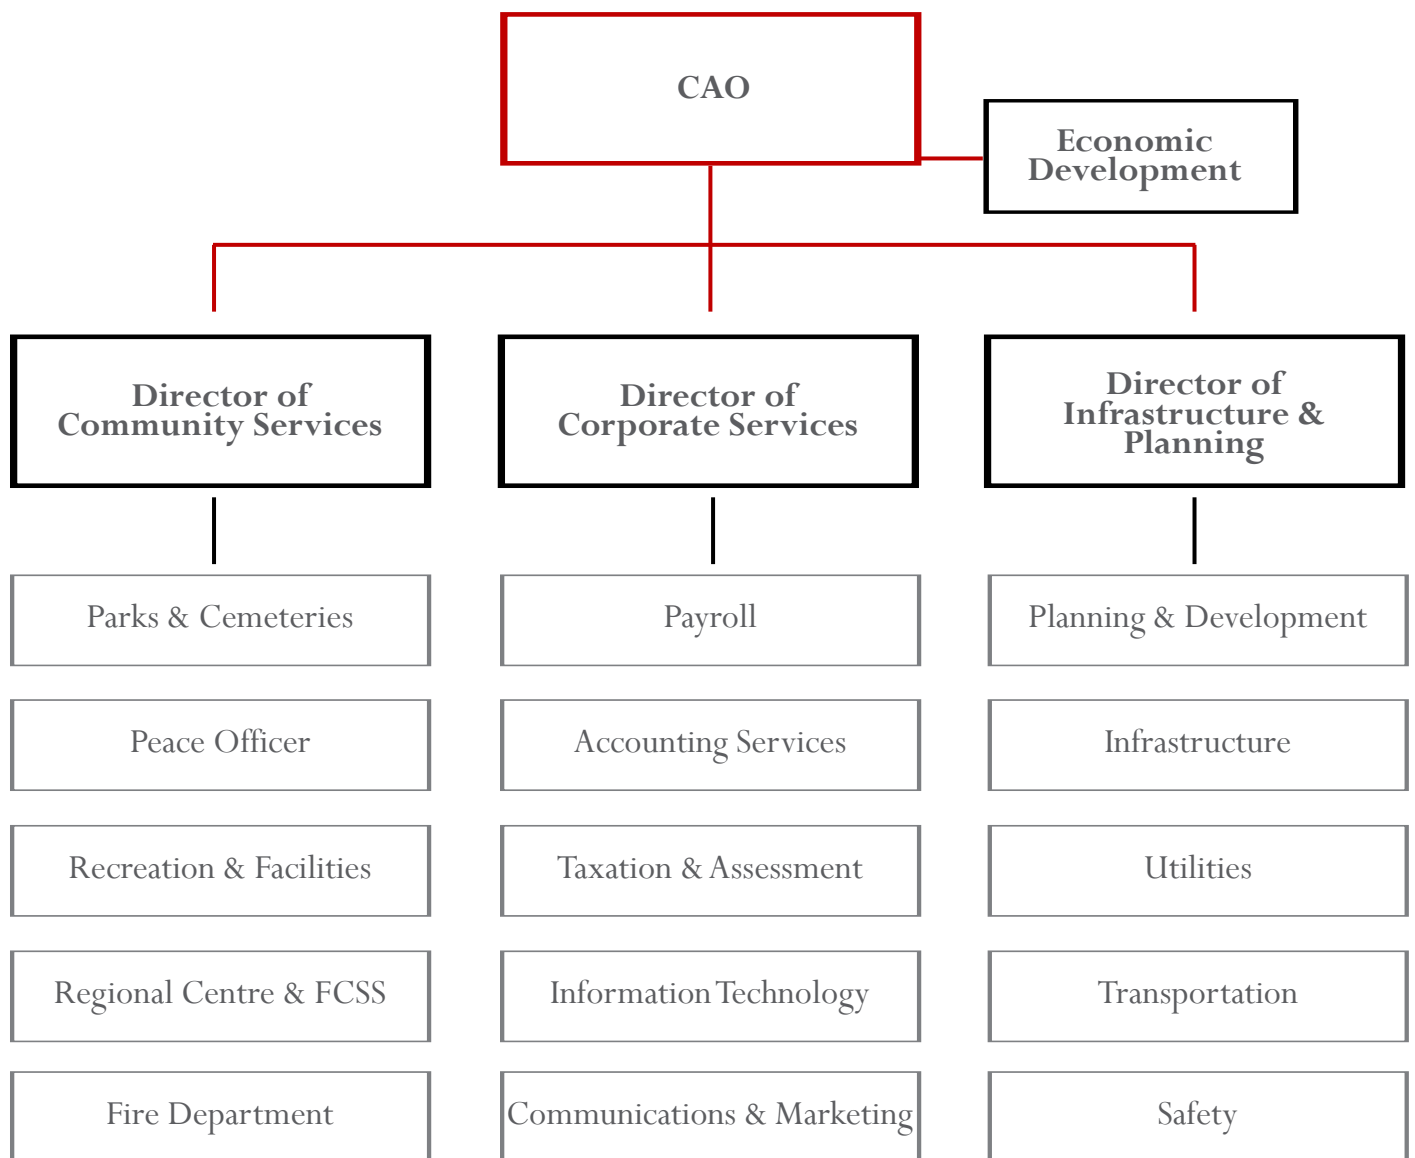 CAO
Economic
Development
Director of
Community Services
Director of
Corporate Services
Director of
Infrastructure &
Planning
Parks & Cemeteries
Payroll
Planning & Development
Peace Officer
Accounting Services
Infrastructure
Recreation & Facilities
Taxation & Assessment
Utilities
Regional Centre & FCSS
Information Technology
Transportation
Fire Department
Communications & Marketing
Safety